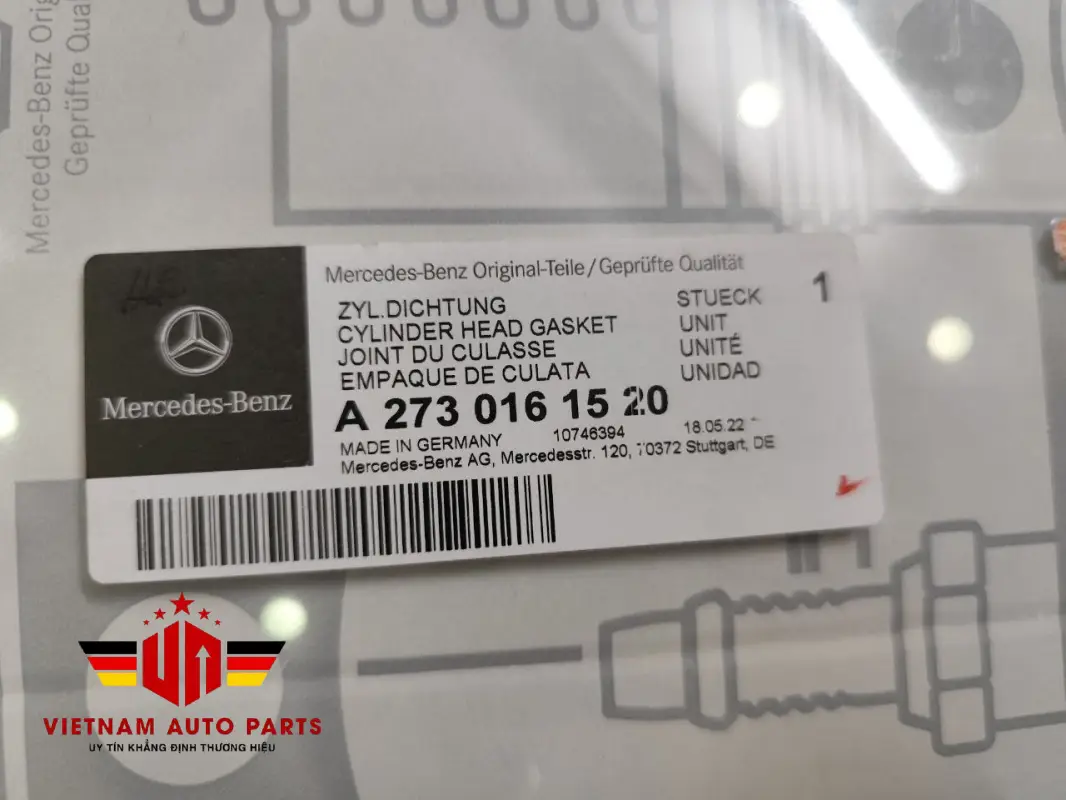 Mercedes-Benz Orig
Geprüfte Qual
Mercedes-Benz Original-Teile/Geprüfte Qualität
ZYL.DICHTUNG STUECK 1
CYLINDER HEAD GASKET UNIT
JOINT DU CULASSE UNITÉ
EMPAQUE DE CULATA UNIDAD
A 273 016 15 20
MADE IN GERMANY 10746394 18.05.22
Mercedes-Benz AG, Mercedesstr. 120, 70372 Stuttgart, DE
Mercedes-Benz
VIETNAM AUTO PARTS
UY TÍN KHẲNG ĐỊNH THƯƠNG HIỆU